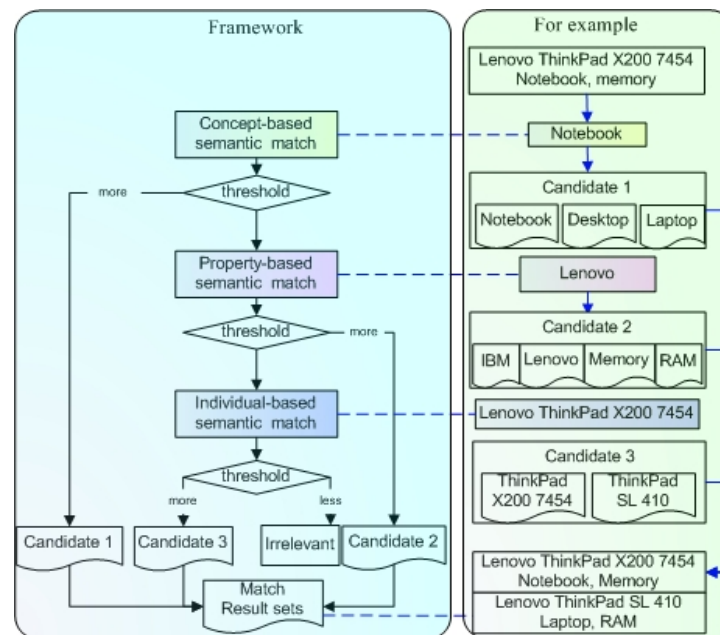 Framework
Concept-based
semantic match
threshold
more
Property-based
semantic match
threshold
more
Individual-based
semantic match
threshold
more
less
Candidate 1
Candidate 3
Irrelevant
Candidate 2
Match
Result sets
For example
Lenovo ThinkPad X200 7454
Notebook, memory
Notebook
Candidate 1
Notebook
Desktop
Laptop
Lenovo
Candidate 2
IBM
Lenovo
Memory
RAM
Lenovo ThinkPad X200 7454
Candidate 3
ThinkPad
X200 7454
ThinkPad
SL 410
Lenovo ThinkPad X200 7454
Notebook, Memory
Lenovo ThinkPad SL 410
Laptop, RAM